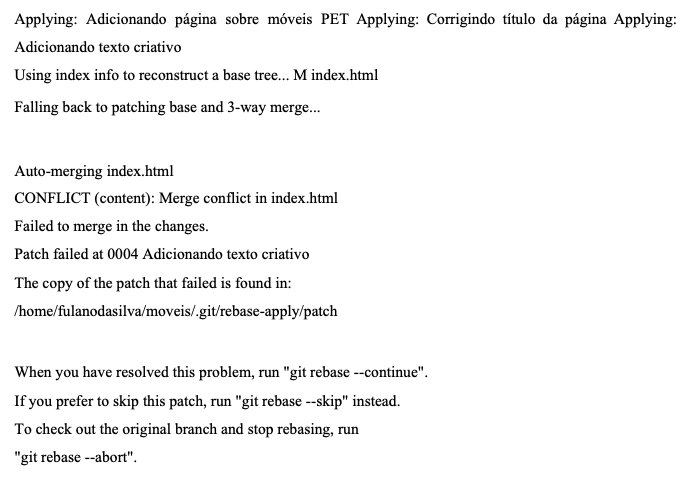 Applying: Adicionando página sobre móveis PET Applying: Corrigindo título da página Applying:
Adicionando texto criativo
Using index info to reconstruct a base tree... M index.html
Falling back to patching base and 3-way merge...
Auto-merging index.html
CONFLICT (content): Merge conflict in index.html
Failed to merge in the changes.
Patch failed at 0004 Adicionando texto criativo
The copy of the patch that failed is found in:
/home/fulanodasilva/moveis/.git/rebase-apply/patch
When you have resolved this problem, run "git rebase --continue".
If you prefer to skip this patch, run "git rebase --skip" instead.
To check out the original branch and stop rebasing, run
"git rebase --abort".